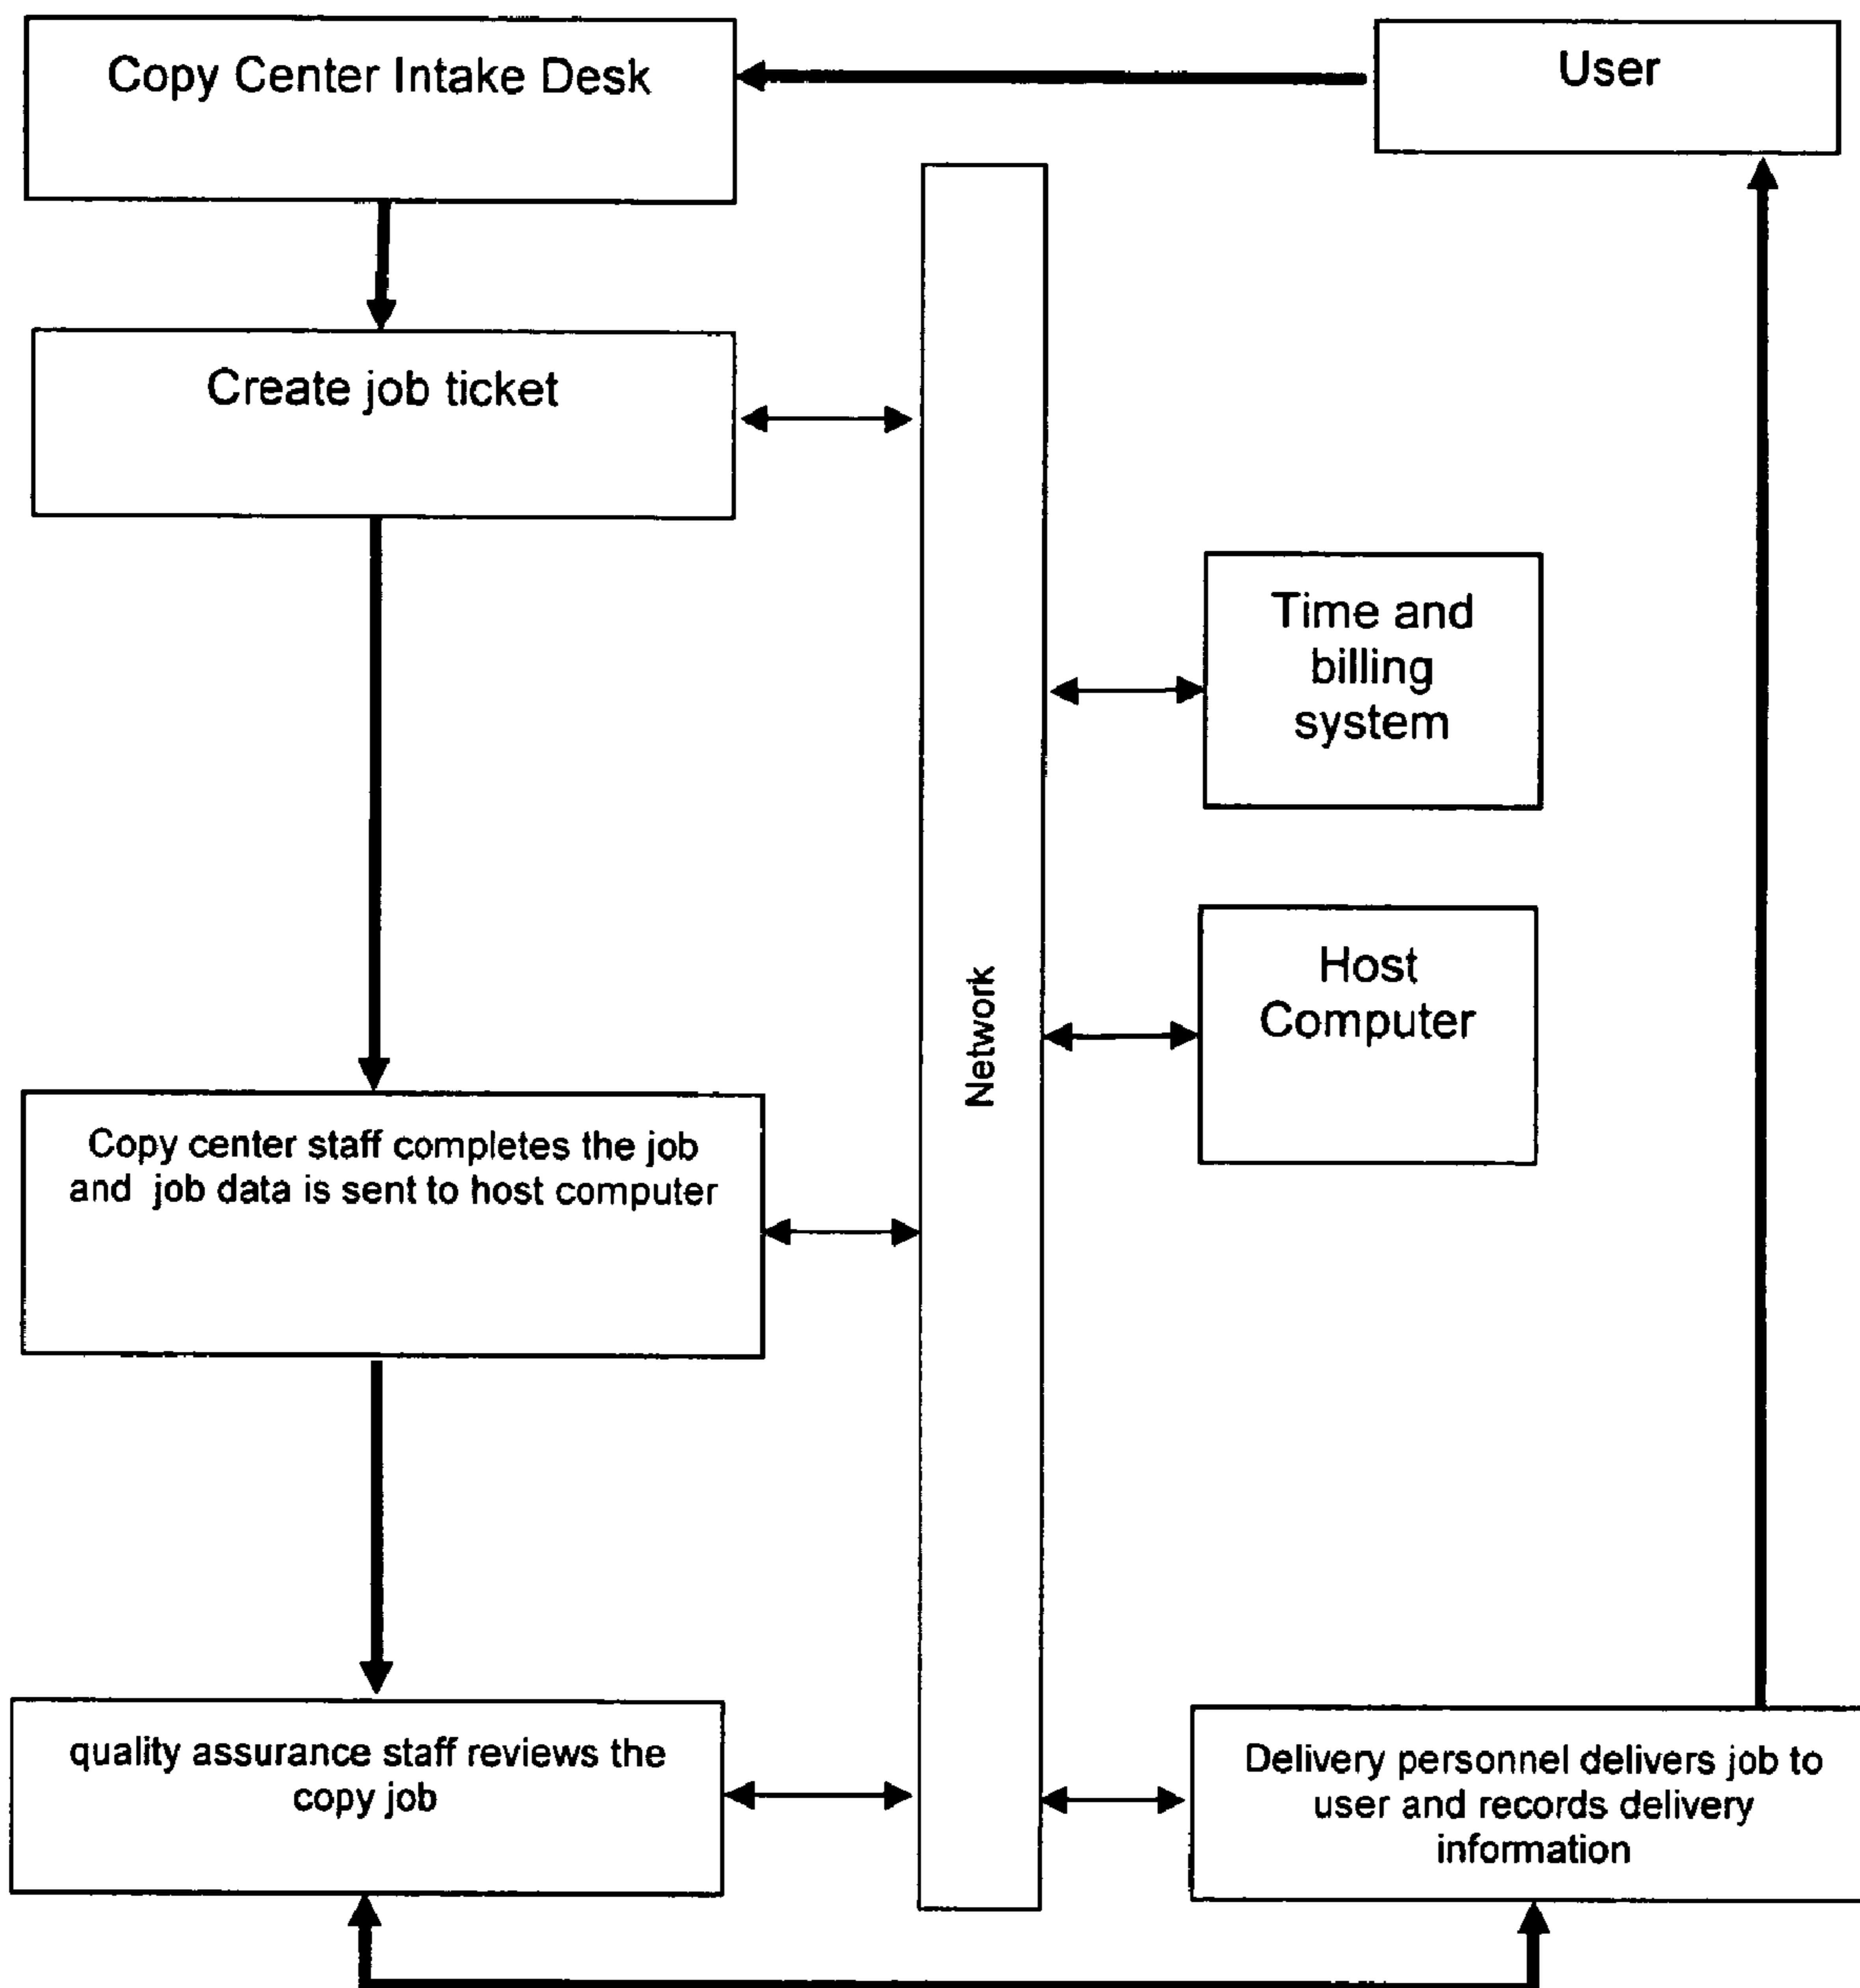 Copy Center Intake Desk
User
Create job ticket
Time and
billing
system
Host
Computer
Network
Copy center staff completes the job
and job data is sent to host computer
quality assurance staff reviews the
copy job
Delivery personnel delivers job to
user and records delivery
information